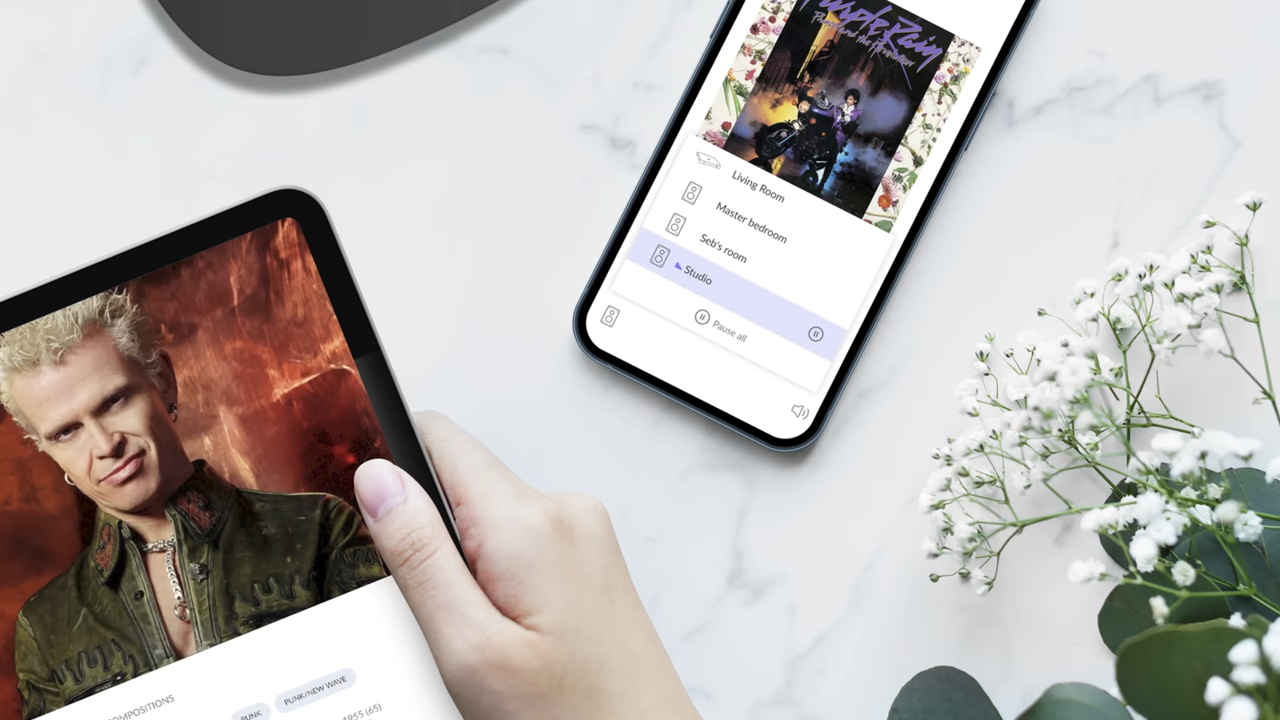 Purple Rain
Prince and the Revolution
Living Room
Master bedroom
Seb's room
Studio
Pause all
PUNK
PUNK/NEW WAVE
1955 (65)